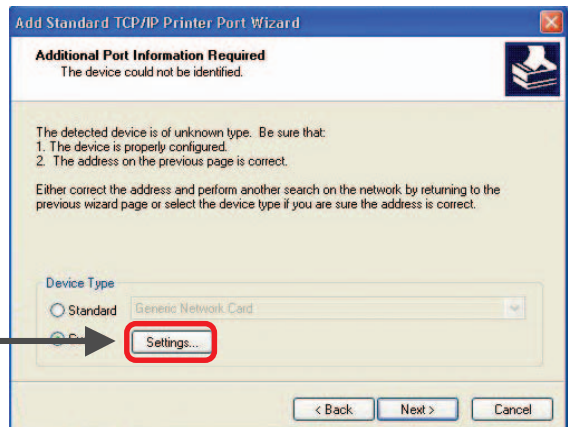 Add Standard TCP/IP Printer Port Wizard
Additional Port Information Required
The device could not be identified.
The detected device is of unknown type. Be sure that:
1. The device is properly configured.
2. The address on the previous page is correct.
Either correct the address and perform another search on the network by returning to the
previous wizard page or select the device type if you are sure the address is correct.
Device Type
Standard
Generic Network Card
Settings...
< Back
Next >
Cancel